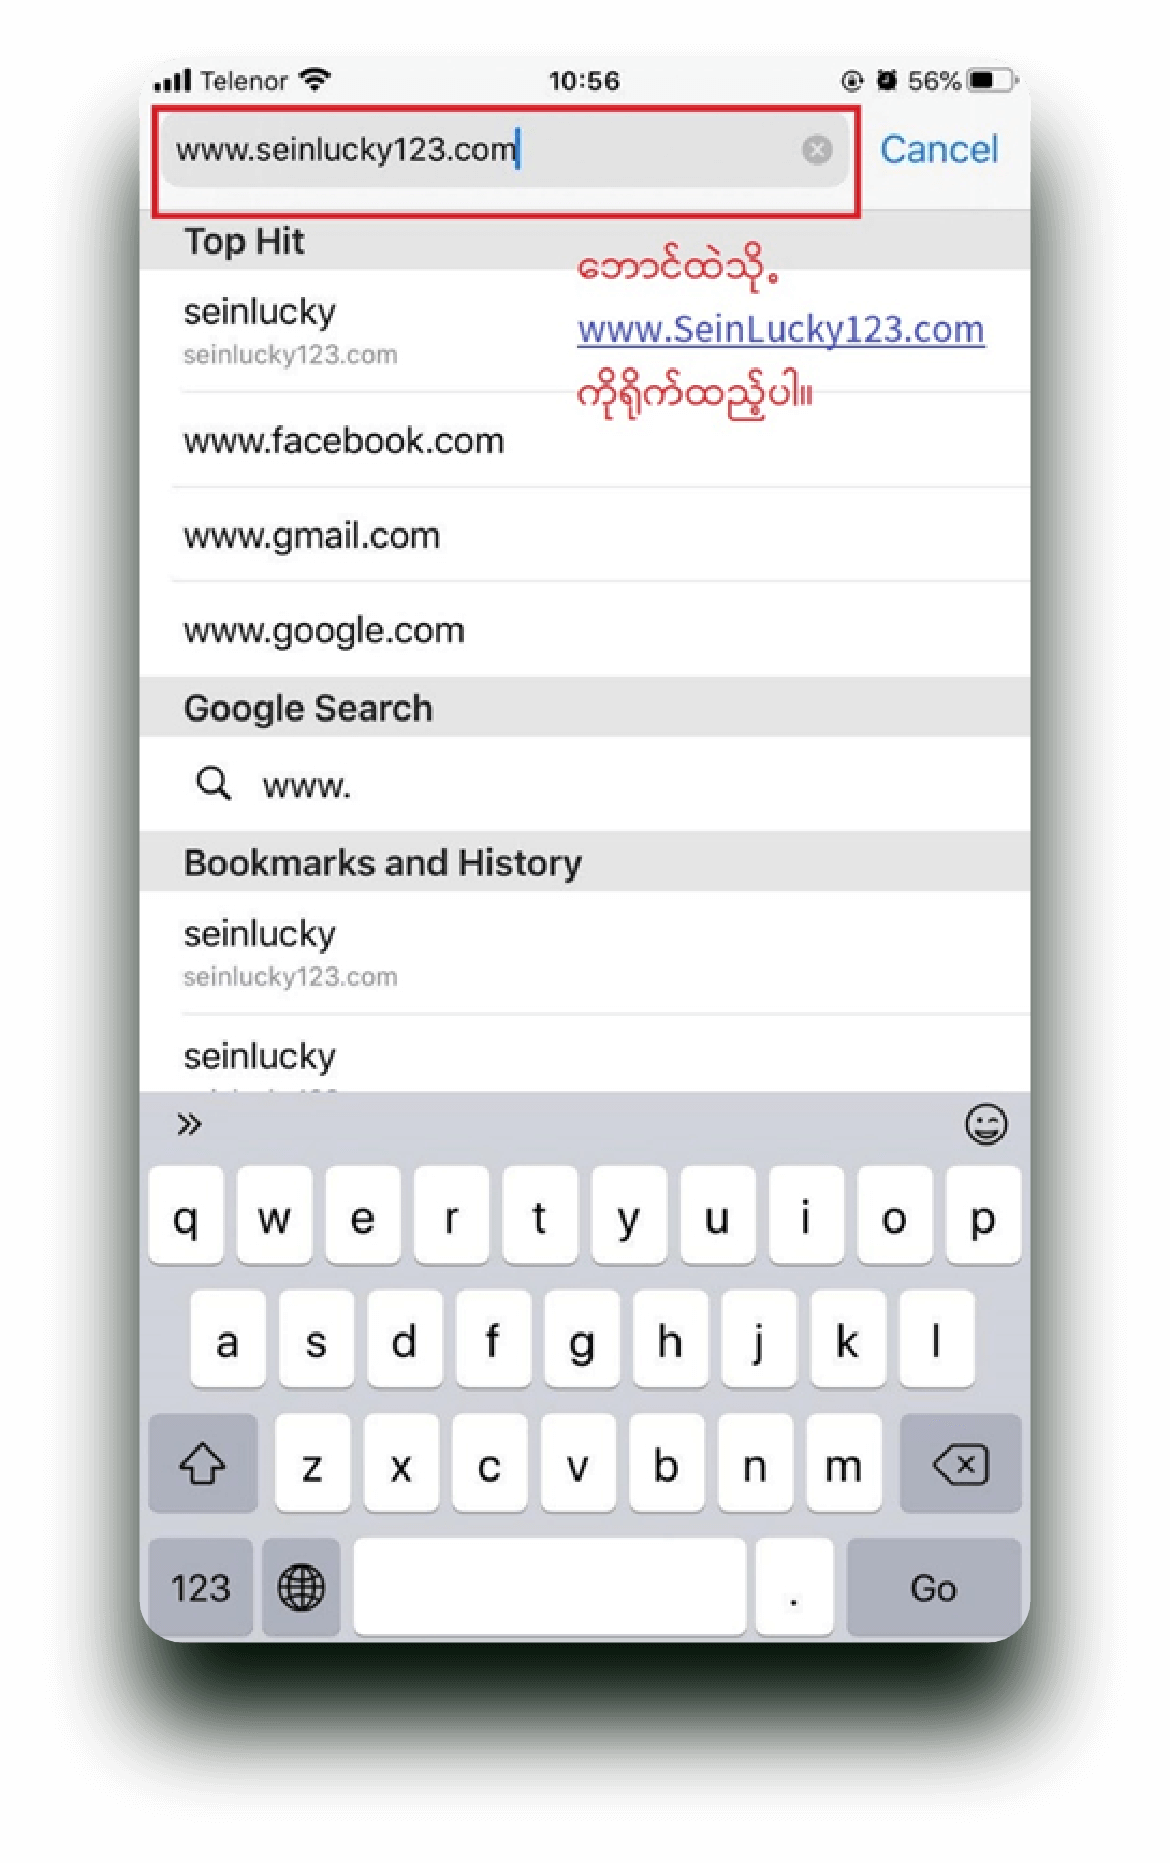 Telenor 10:56 56%
www.seinlucky123.com Cancel
Top Hit
ဘောင်ထဲသို့
seinlucky
www.SeinLucky123.com
seinlucky123.com
ကိုရိုက်ထည့်ပါ။
www.facebook.com
www.gmail.com
www.google.com
Google Search
www.
Bookmarks and History
seinlucky
seinlucky123.com
seinlucky
q w e r t y u i o p
a s d f g h j k l
z x c v b n m
123 . Go